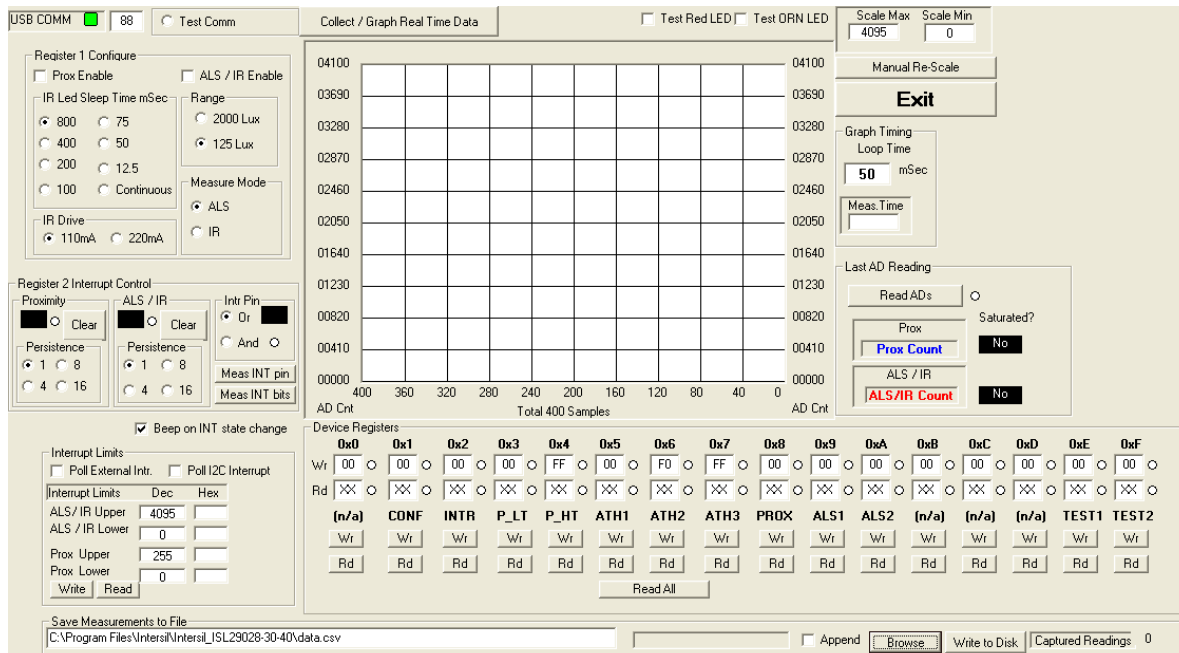 USB COMM 88 Test Comm Collect / Graph Real Time Data Test Red LED Test ORN LED Scale Max Scale Min
4095 0
Manual Re-Scale
Exit
Register 1 Configure
Prox Enable ALS / IR Enable
IR Led Sleep Time mSec Range
800 75 2000 Lux
400 50 125 Lux
200 12.5
100 Continuous
Measure Mode
ALS
IR
IR Drive
110mA 220mA
Register 2 Interrupt Control
Proximity ALS / IR Intr Pin
Clear Clear Or
And
Persistence Persistence
1 8 1 8
4 16 4 16
Meas INT pin
Meas INT bits
04100 04100
03690 03690
03280 03280
02870 02870
02460 02460
02050 02050
01640 01640
01230 01230
00820 00820
00410 00410
00000 00000
400 360 320 280 240 200 160 120 80 40 0
AD Cnt Total 400 Samples AD Cnt
Graph Timing
Loop Time
50 mSec
Meas.Time
Last AD Reading
Read ADs
Saturated?
Prox
Prox Count No
ALS / IR
ALS/IR Count No
Beep on INT state change
Interrupt Limits
Poll External Intr. Poll I2C Interrupt
Interrupt Limits Dec Hex
ALS/ IR Upper 4095
ALS / IR Lower 0
Prox Upper 255
Prox Lower 0
Write Read
Device Registers
0x0 0x1 0x2 0x3 0x4 0x5 0x6 0x7 0x8 0x9 0xA 0xB 0xC 0xD 0xE 0xF
Wr 00 00 00 00 FF 00 F0 FF 00 00 00 00 00 00 00 00
Rd XX XX XX XX XX XX XX XX XX XX XX XX XX XX XX XX
(n/a) CONF INTR P_LT P_HT ATH1 ATH2 ATH3 PROX ALS1 ALS2 (n/a) (n/a) (n/a) TEST1 TEST2
Wr Wr Wr Wr Wr Wr Wr Wr Wr Wr Wr Wr Wr Wr Wr Wr
Rd Rd Rd Rd Rd Rd Rd Rd Rd Rd Rd Rd Rd Rd Rd Rd
Read All
Save Measurements to File
C:\Program Files\Intersil\Intersil_ISL29028-30-40\data.csv Append Browse Write to Disk Captured Readings 0